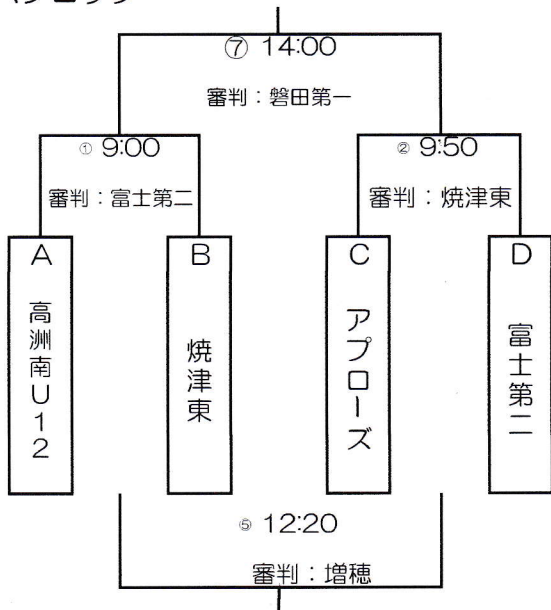 ⑦ 14:00
審判：磐田第一
① 9:00
② 9:50
審判：富士第二
審判：焼津東
A
B
C
D
高洲南U12
焼津東
アプローズ
富士第二
⑤ 12:20
審判：増穂